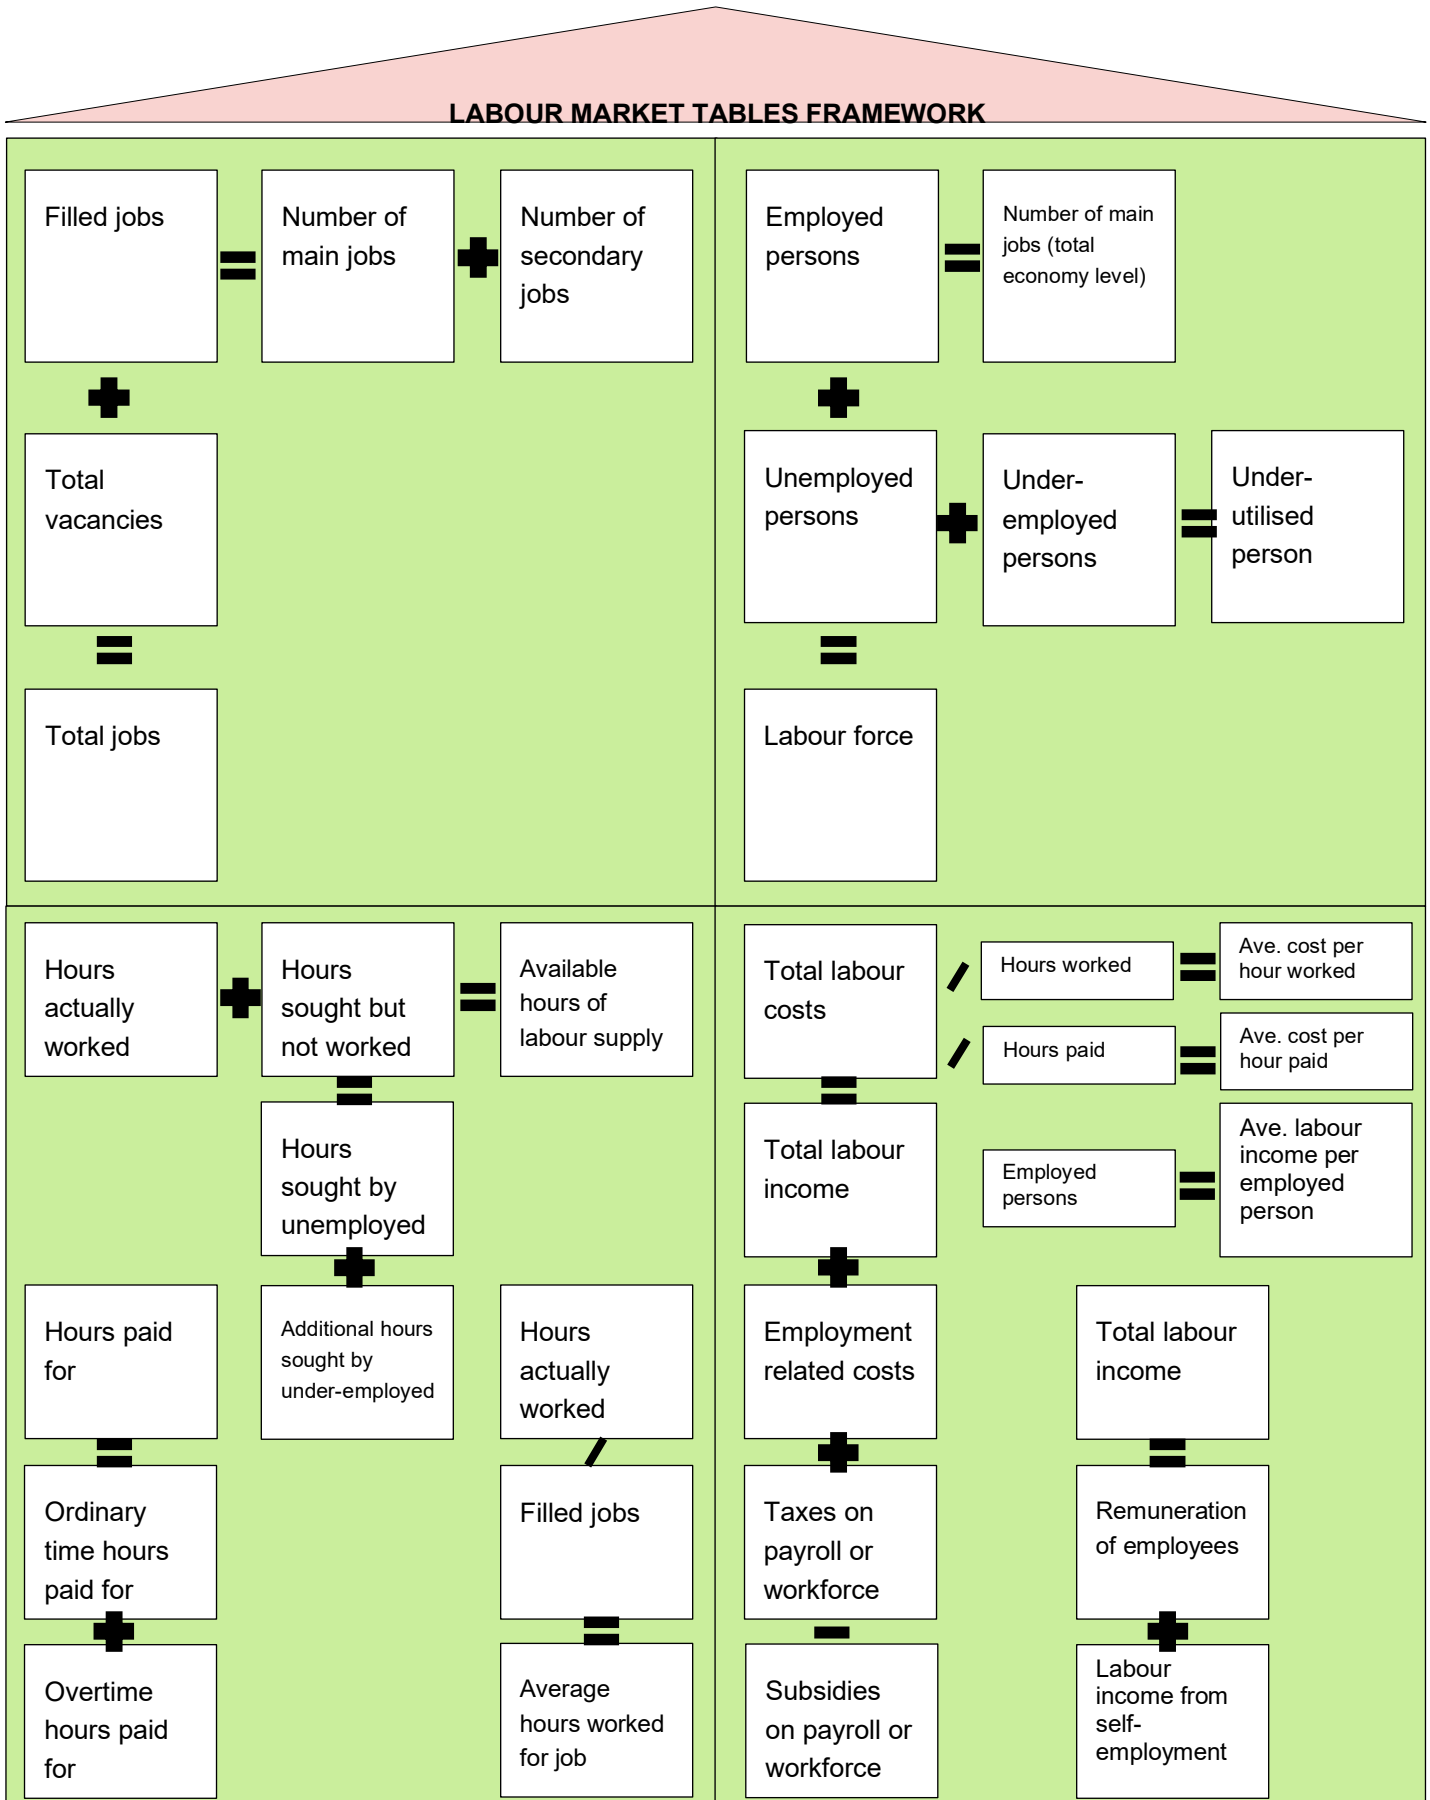 LABOUR MARKET TABLES FRAMEWORK
Filled jobs
=
Number of
main jobs
+
Number of
secondary
jobs
+
Total
vacancies
=
Total jobs
Employed
persons
=
Number of main
jobs (total
economy level)
+
Unemployed
persons
+
Under-
employed
persons
=
Under-
utilised
person
=
Labour force
Hours
actually
worked
+
Hours
sought but
not worked
=
Available
hours of
labour supply
=
Hours
sought by
unemployed
+
Additional hours
sought by
under-employed
Hours paid
for
=
Ordinary
time hours
paid for
+
Overtime
hours paid
for
Hours
actually
worked
/
Filled jobs
=
Average
hours worked
for job
Total labour
costs
/
Hours worked
=
Ave. cost per
hour worked
/
Hours paid
=
Ave. cost per
hour paid
=
Total labour
income
Employed
persons
=
Ave. labour
income per
employed
person
+
Employment
related costs
+
Taxes on
payroll or
workforce
-
Subsidies
on payroll or
workforce
Total labour
income
=
Remuneration
of employees
+
Labour
income from
self-
employment